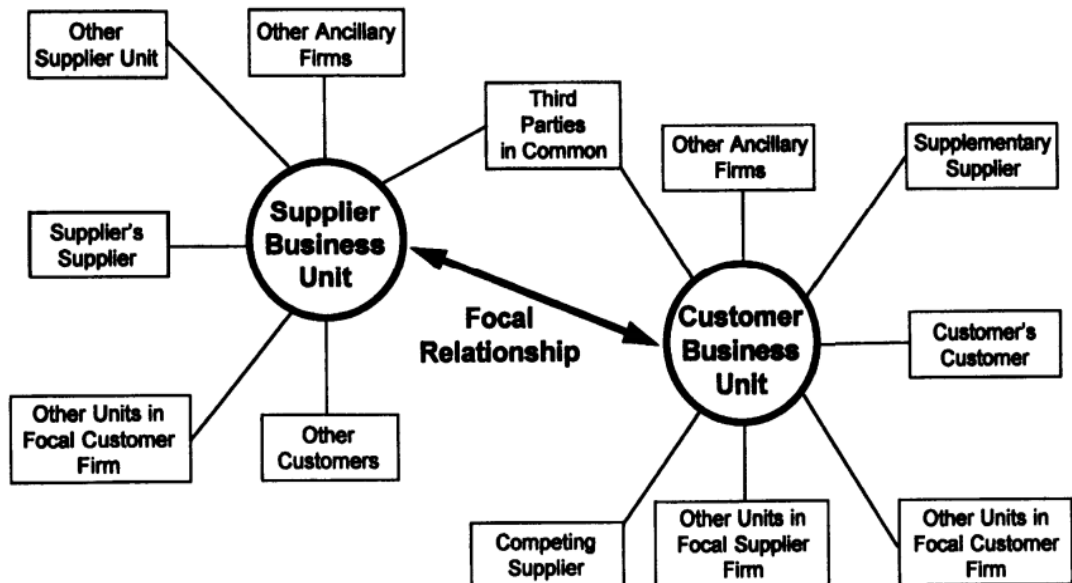 Other
Supplier Unit
Other Ancillary
Firms
Third
Parties
in Common
Other Ancillary
Firms
Supplementary
Supplier
Supplier
Business
Unit
Supplier's
Supplier
Focal
Relationship
Customer
Business
Unit
Customer's
Customer
Other Units in
Focal Customer
Firm
Other
Customers
Competing
Supplier
Other Units in
Focal Supplier
Firm
Other Units in
Focal Customer
Firm